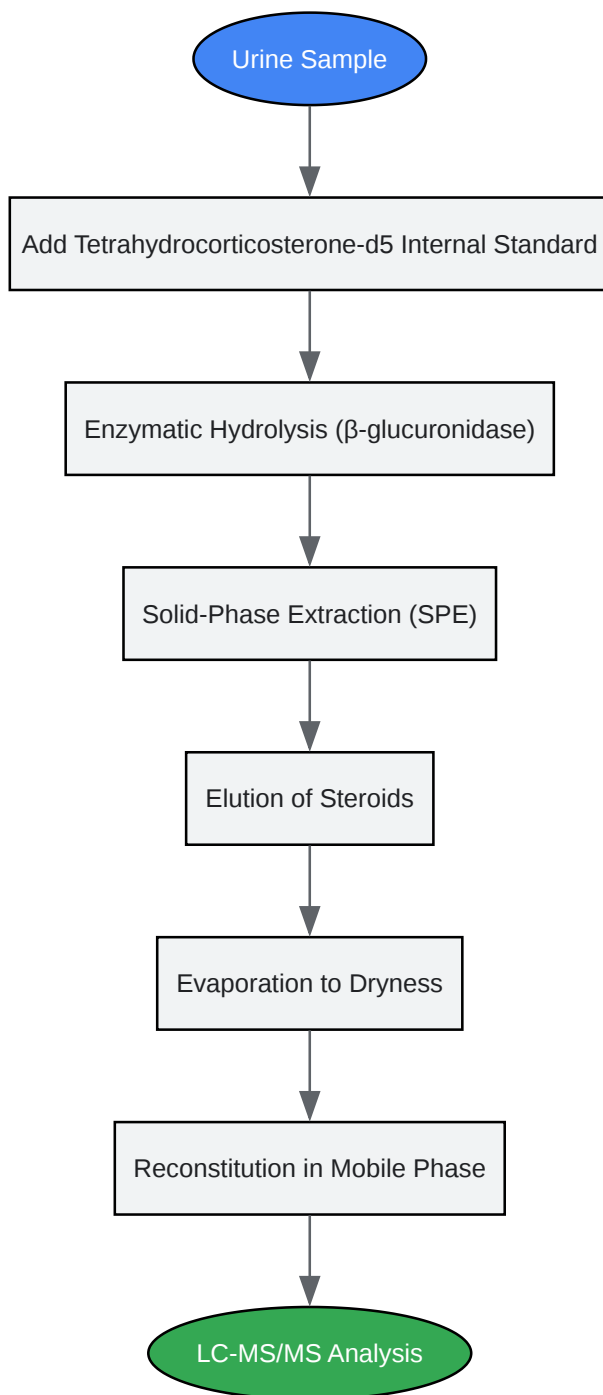 Urine Sample
Add Tetrahydrocorticosterone-d5 Internal Standard
Enzymatic Hydrolysis (β-glucuronidase)
Solid-Phase Extraction (SPE)
Elution of Steroids
Evaporation to Dryness
Reconstitution in Mobile Phase
LC-MS/MS Analysis